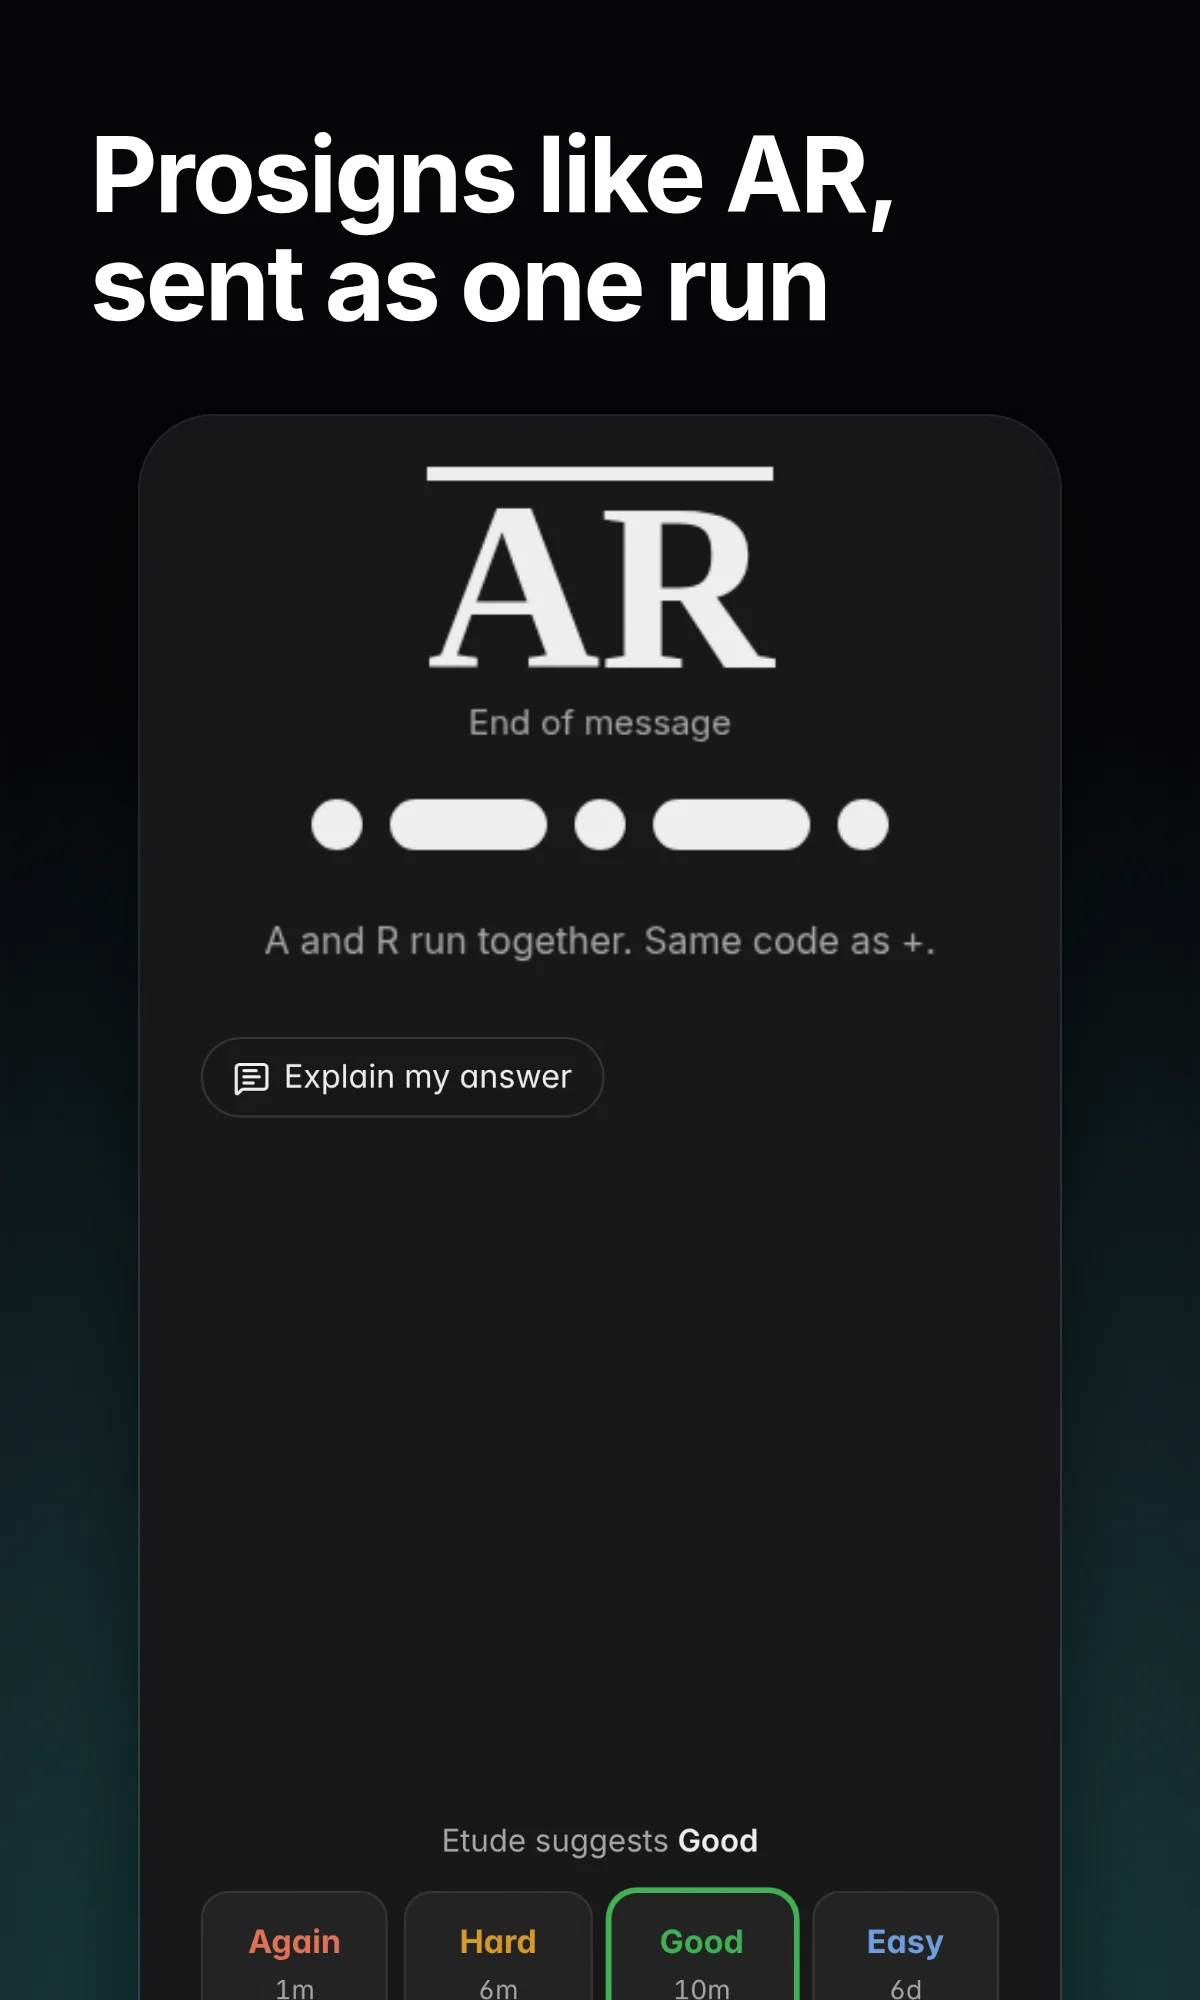 Prosigns like AR,
sent as one run
AR
End of message
A and R run together. Same code as +.
Explain my answer
Etude suggests Good
Again Hard Good Easy
1m 6m 10m 6d